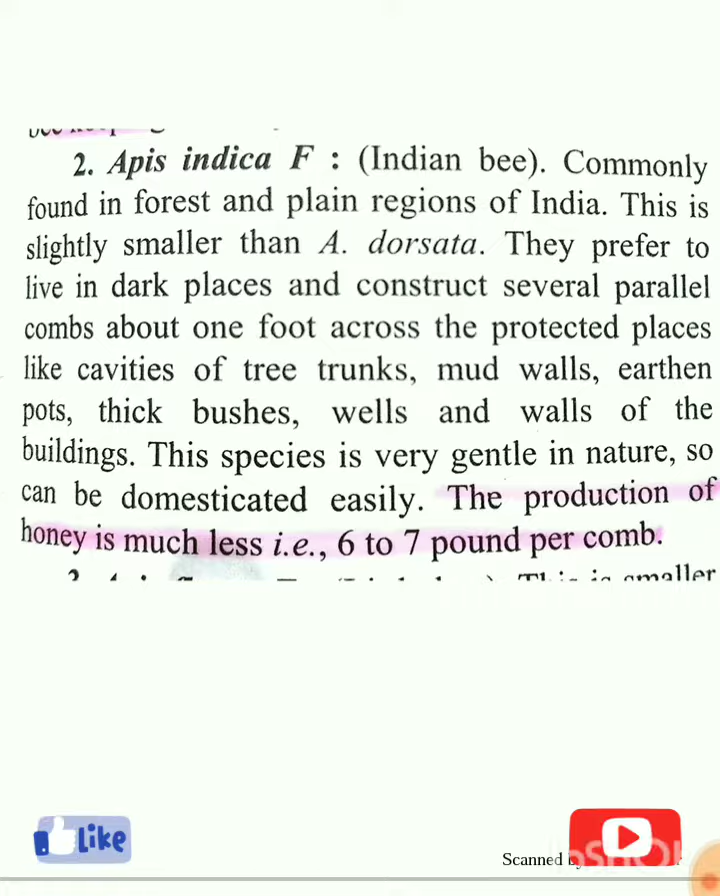 2. Apis indica F : (Indian bee). Commonly
found in forest and plain regions of India. This is
slightly smaller than A. dorsata. They prefer to
live in dark places and construct several parallel
combs about one foot across the protected places
like cavities of tree trunks, mud walls, earthen
pots, thick bushes, wells and walls of the
buildings. This species is very gentle in nature, so
can be domesticated easily. The production of
honey is much less i.e., 6 to 7 pound per comb.
This is smaller
Like
Scanned by